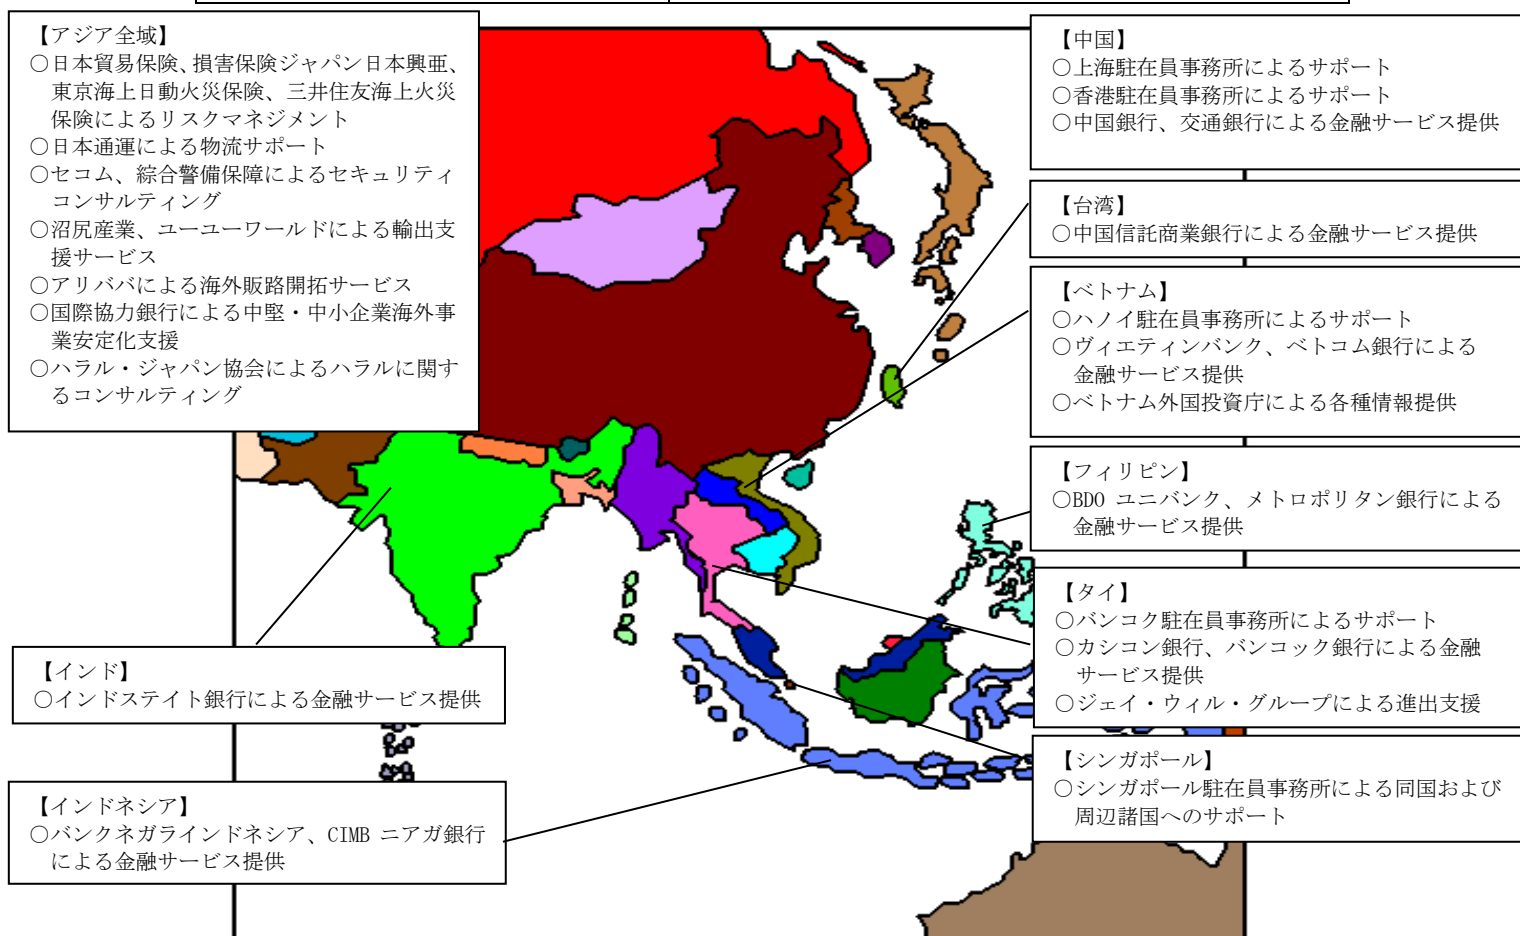 【アジア全域】
○日本貿易保険、損害保険ジャパン日本興亜、
東京海上日動火災保険、三井住友海上火災
保険によるリスクマネジメント
○日本通運による物流サポート
○セコム、綜合警備保障によるセキュリティ
コンサルティング
○沼尻産業、ユーユーワールドによる輸出支
援サービス
○アリババによる海外販路開拓サービス
○国際協力銀行による中堅・中小企業海外事
業安定化支援
○ハラル・ジャパン協会によるハラルに関す
るコンサルティング
【インド】
○インドステイト銀行による金融サービス提供
【インドネシア】
○バンクネガラインドネシア、CIMB ニアガ銀行
による金融サービス提供
【中国】
○上海駐在員事務所によるサポート
○香港駐在員事務所によるサポート
○中国銀行、交通銀行による金融サービス提供
【台湾】
○中国信託商業銀行による金融サービス提供
【ベトナム】
○ハノイ駐在員事務所によるサポート
○ヴィエティンバンク、ベトコム銀行による
金融サービス提供
○ベトナム外国投資庁による各種情報提供
【フィリピン】
○BDO ユニバンク、メトロポリタン銀行による
金融サービス提供
【タイ】
○バンコク駐在員事務所によるサポート
○カシコン銀行、バンコック銀行による金融
サービス提供
○ジェイ・ウィル・グループによる進出支援
【シンガポール】
○シンガポール駐在員事務所による同国および
周辺諸国へのサポート